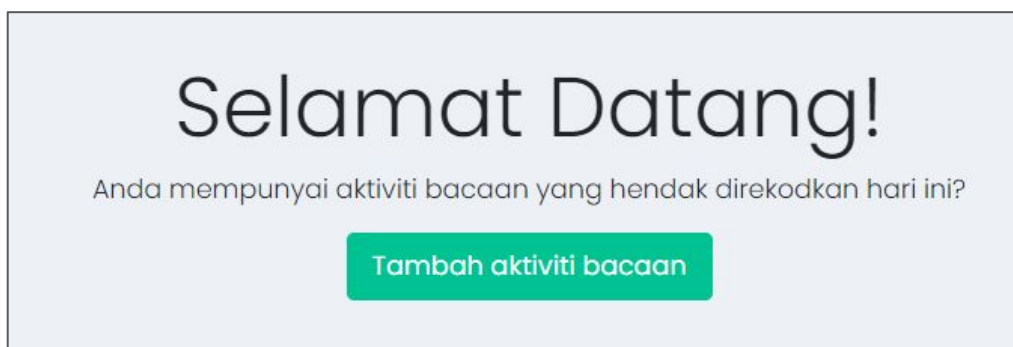 Selamat Datang!
Anda mempunyai aktiviti bacaan yang hendak direkodkan hari ini?
Tambah aktiviti bacaan